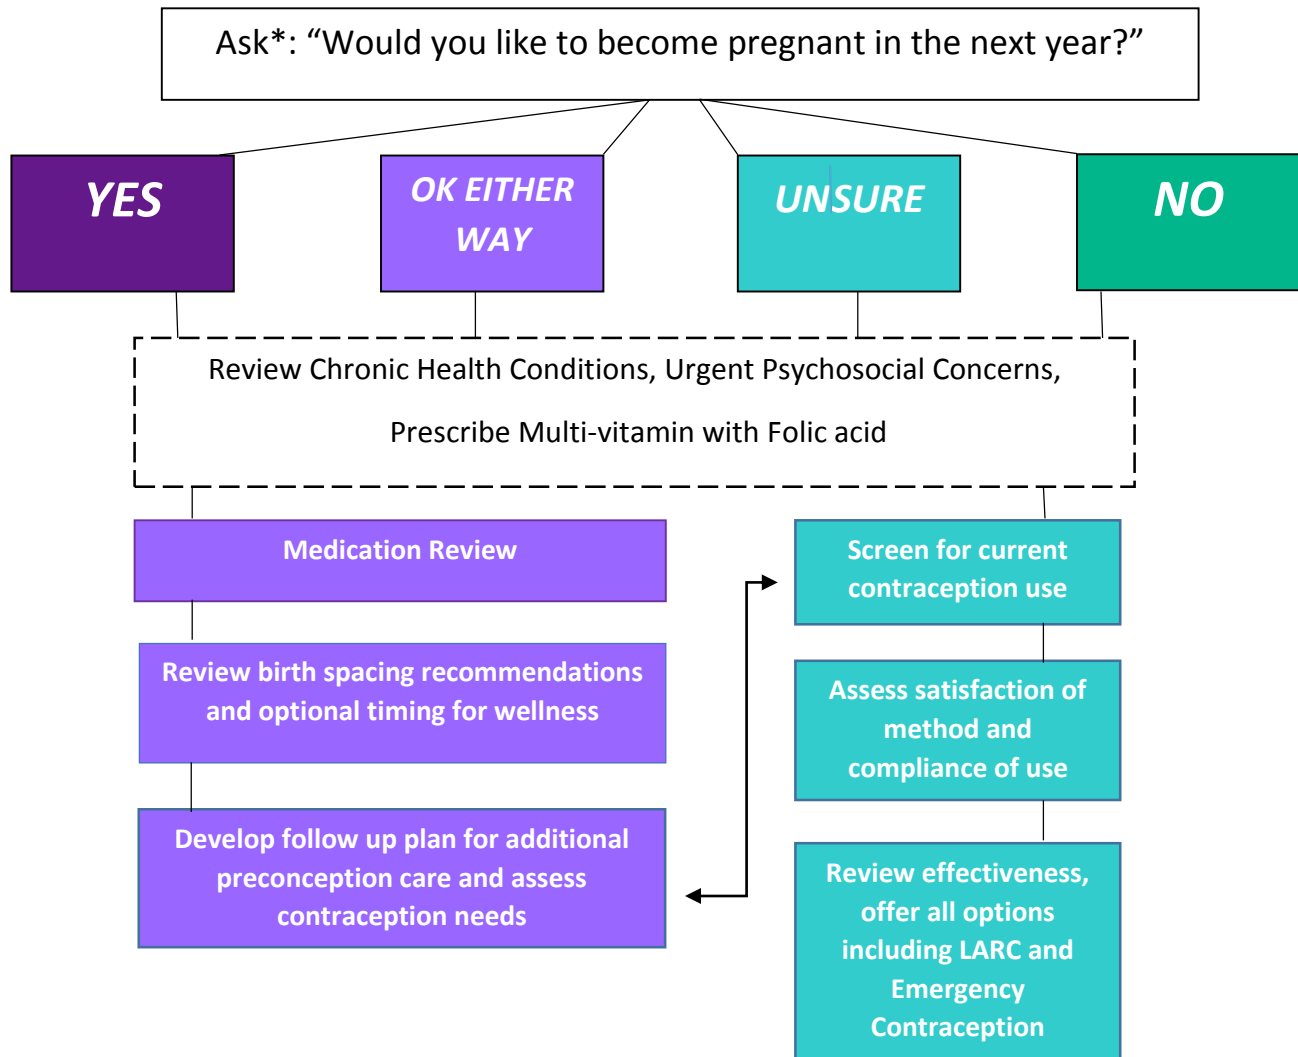 Ask*: “Would you like to become pregnant in the next year?”
YES
OK EITHER
WAY
UNSURE
NO
Review Chronic Health Conditions, Urgent Psychosocial Concerns,
Prescribe Multi-vitamin with Folic acid
Medication Review
Review birth spacing recommendations
and optional timing for wellness
Develop follow up plan for additional
preconception care and assess
contraception needs
Screen for current
contraception use
Assess satisfaction of
method and
compliance of use
Review effectiveness,
offer all options
including LARC and
Emergency
Contraception